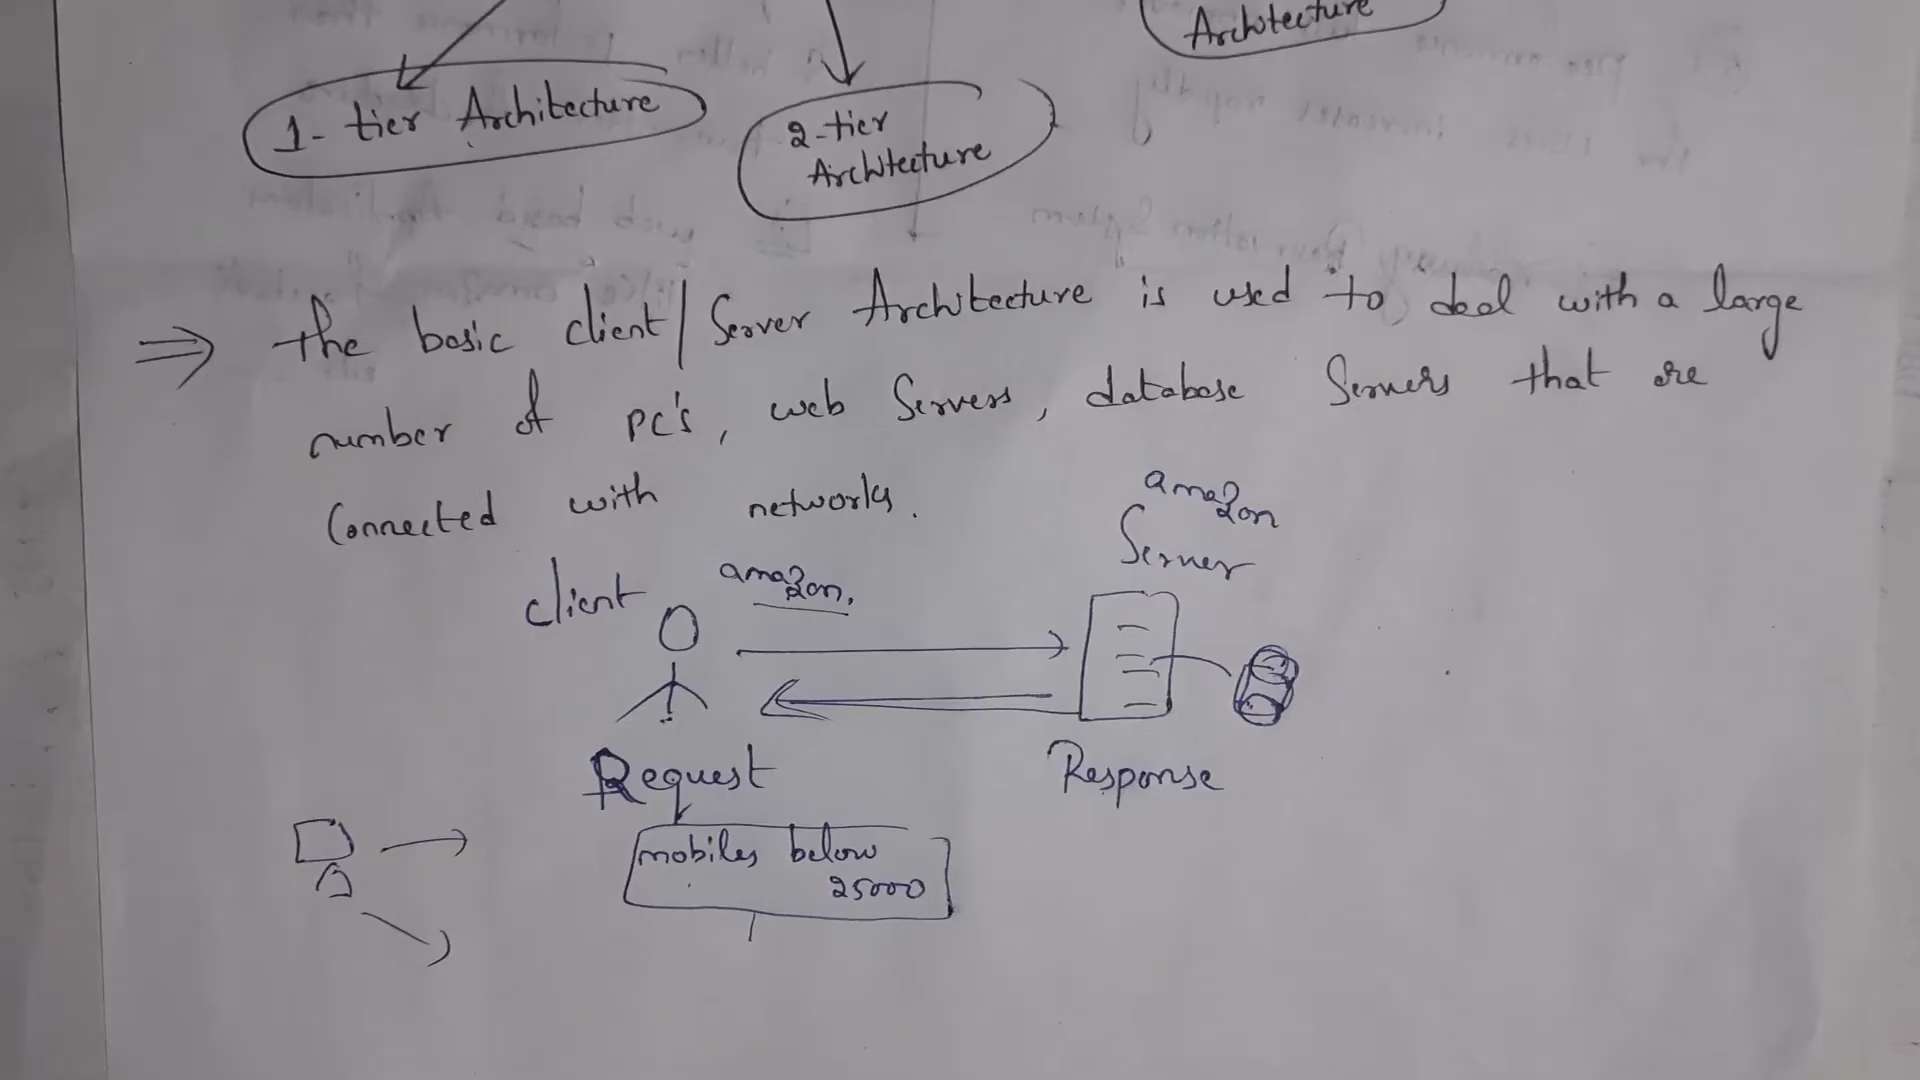 Architecture
1- tier Architecture
2-tier
Architecture
⇒ the basic client/Server Architecture is used to deal with a large
number of pc's, web Servers, database Servers that are
Connected with networks.
amazon
Server
client
amazon.
Request
Response
mobiles below
25000